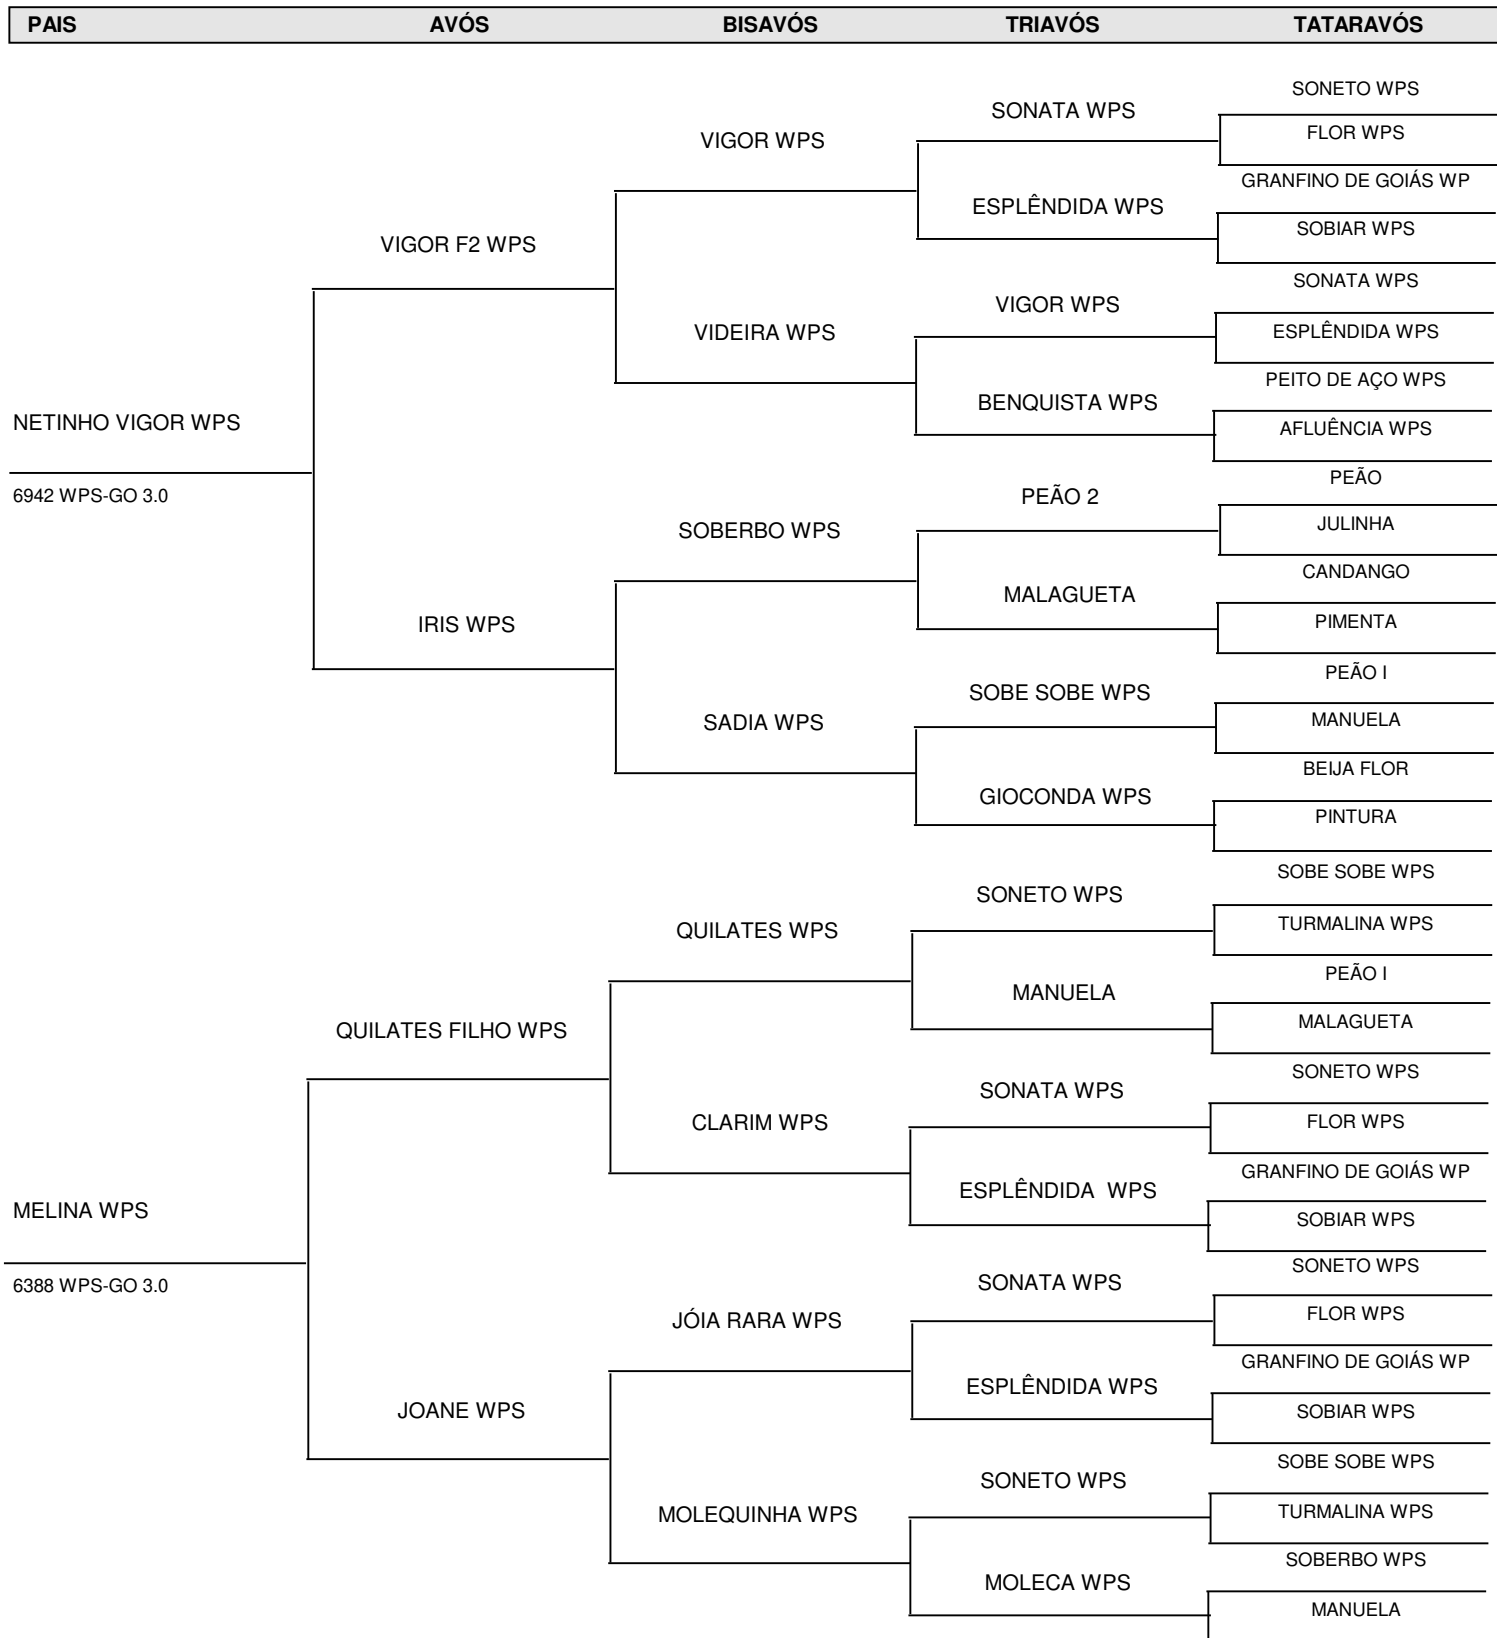 PAIS AVÓS BISAVÓS TRIAVÓS TATARAVÓS
SONETO WPS
SONATA WPS
FLOR WPS
VIGOR WPS
GRANFINO DE GOIÁS WP
ESPLÊNDIDA WPS
SOBIAR WPS
VIGOR F2 WPS
SONATA WPS
VIGOR WPS
ESPLÊNDIDA WPS
VIDEIRA WPS
PEITO DE AÇO WPS
BENQUISTA WPS
AFLUÊNCIA WPS
NETINHO VIGOR WPS
6942 WPS-GO 3.0
PEÃO
PEÃO 2
JULINHA
SOBERBO WPS
CANDANGO
MALAGUETA
PIMENTA
IRIS WPS
PEÃO I
SOBE SOBE WPS
MANUELA
SADIA WPS
BEIJA FLOR
GIOCONDA WPS
PINTURA
SOBE SOBE WPS
SONETO WPS
TURMALINA WPS
QUILATES WPS
PEÃO I
MANUELA
MALAGUETA
QUILATES FILHO WPS
SONETO WPS
SONATA WPS
FLOR WPS
CLARIM WPS
GRANFINO DE GOIÁS WP
ESPLÊNDIDA WPS
SOBIAR WPS
MELINA WPS
6388 WPS-GO 3.0
SONETO WPS
SONATA WPS
FLOR WPS
JÓIA RARA WPS
GRANFINO DE GOIÁS WP
ESPLÊNDIDA WPS
SOBIAR WPS
JOANE WPS
SOBE SOBE WPS
SONETO WPS
TURMALINA WPS
MOLEQUINHA WPS
SOBERBO WPS
MOLECA WPS
MANUELA